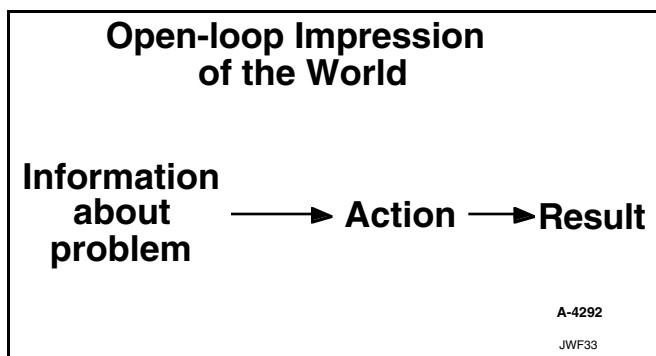 Open-loop Impression
of the World
Information
about
problem
Action
Result
A-4292
JWF33